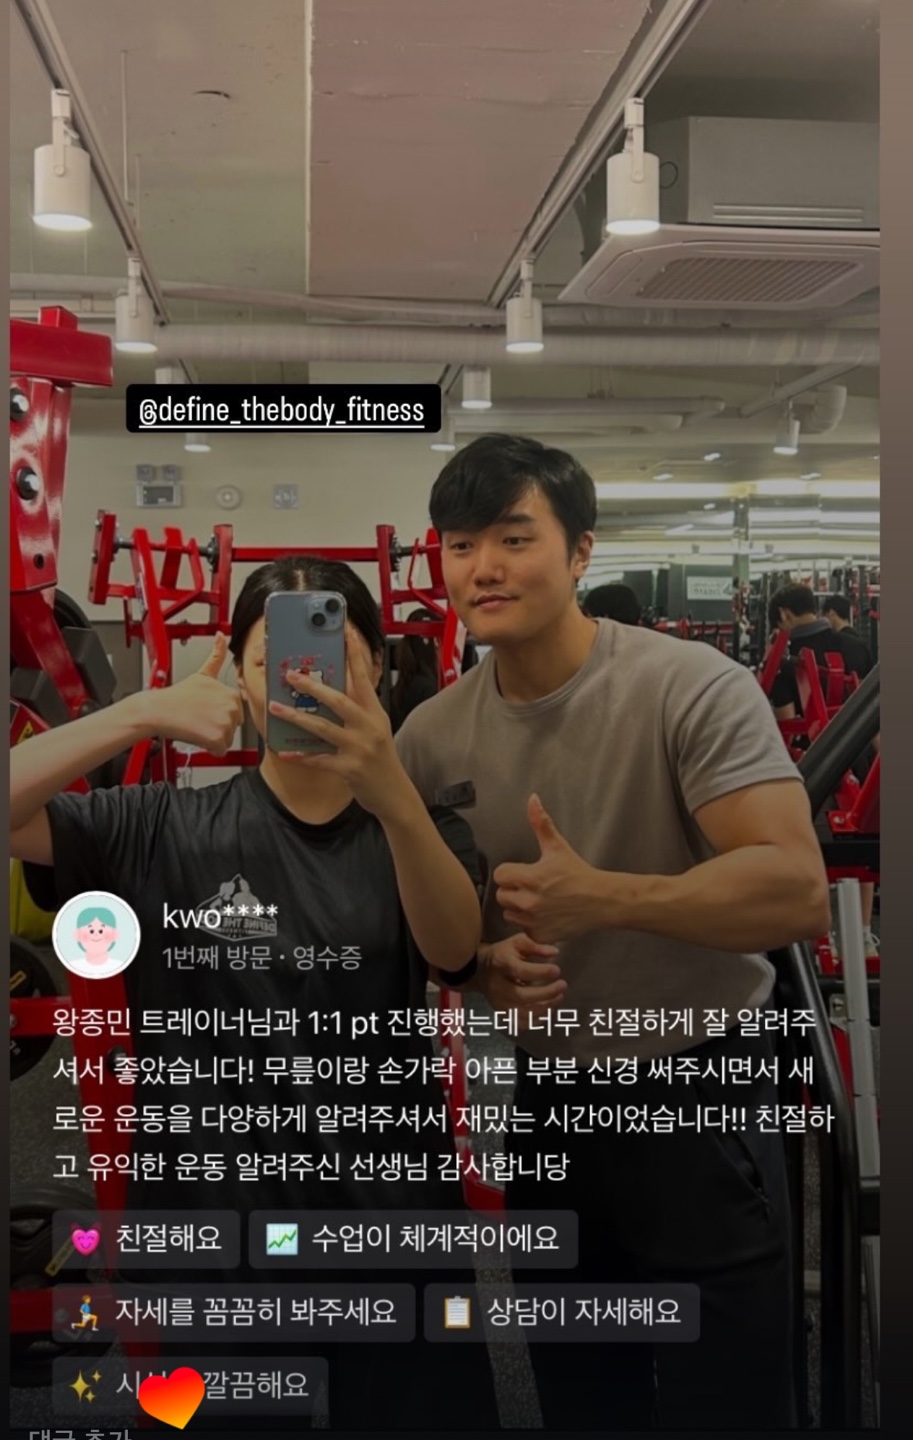 @define_thebody_fitness
kwo****
1번째 방문 · 영수증
왕종민 트레이너님과 1:1 pt 진행했는데 너무 친절하게 잘 알려주
셔서 좋았습니다! 무릎이랑 손가락 아픈 부분 신경 써주시면서 새
로운 운동을 다양하게 알려주셔서 재밌는 시간이었습니다!! 친절하
고 유익한 운동 알려주신 선생님 감사합니당
친절해요
수업이 체계적이에요
자세를 꼼꼼히 봐주세요
상담이 자세해요
깔끔해요